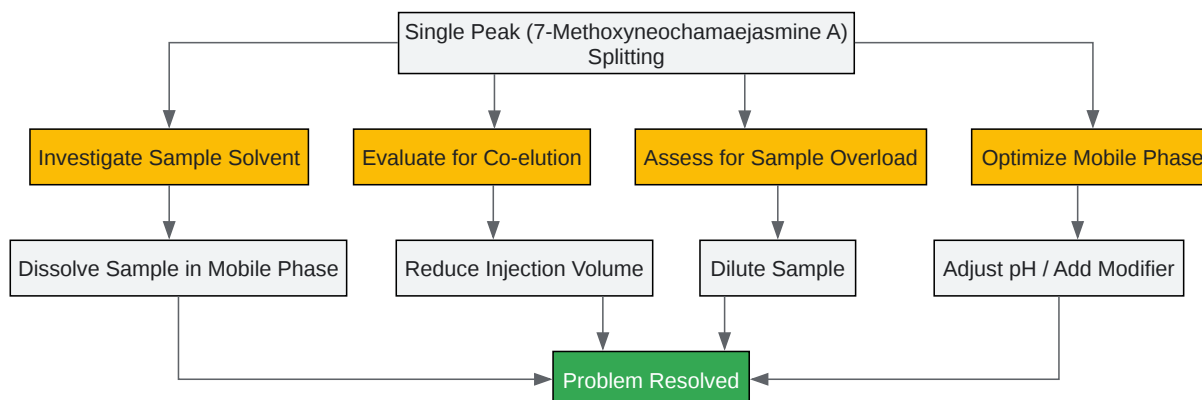 Single Peak (7-Methoxyneochamaejasmine A)
Splitting
Investigate Sample Solvent
Evaluate for Co-elution
Assess for Sample Overload
Optimize Mobile Phase
Dissolve Sample in Mobile Phase
Reduce Injection Volume
Dilute Sample
Adjust pH / Add Modifier
Problem Resolved